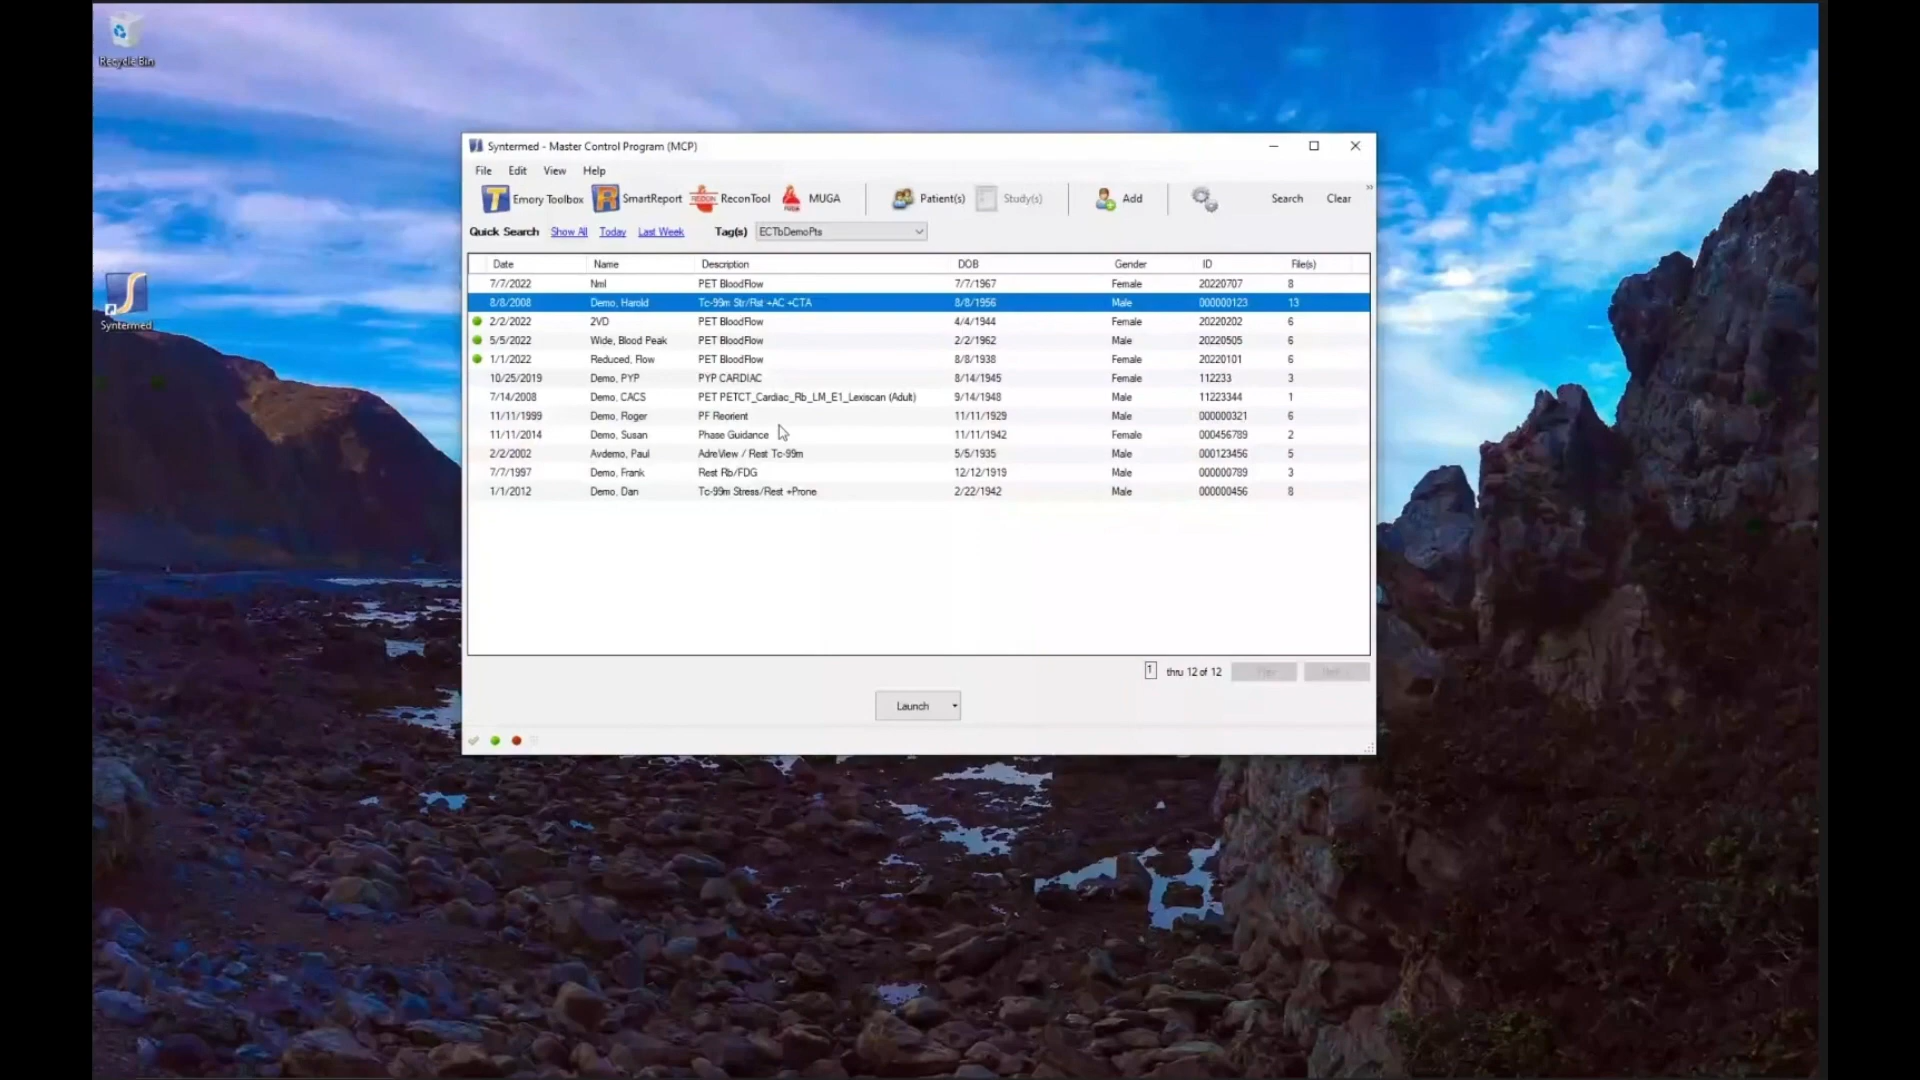 Recycle Bin
Syntermed
Syntermed - Master Control Program (MCP)
File Edit View Help
Emory Toolbox SmartReport ReconTool MUGA Patient(s) Study(s) Add Search Clear
Quick Search Show All Today Last Week Tag(s) ECTbDemoPts
Date Name Description DOB Gender ID File(s)
7/7/2022 Nml PET BloodFlow 7/7/1967 Female 20220707 8
8/8/2008 Demo, Harold Tc-99m Str/Rst +AC +CTA 8/8/1956 Male 000000123 13
2/2/2022 2VD PET BloodFlow 4/4/1944 Female 20220202 6
5/5/2022 Wide, Blood Peak PET BloodFlow 2/2/1962 Male 20220505 6
1/1/2022 Reduced, Flow PET BloodFlow 8/8/1938 Female 20220101 6
10/25/2019 Demo, PYP PYP CARDIAC 8/14/1945 Female 112233 3
7/14/2008 Demo, CACS PET PETCT_Cardiac_Rb_LM_E1_Lexiscan (Adult) 9/14/1948 Male 11223344 1
11/11/1999 Demo, Roger PF Reorient 11/11/1929 Male 000000321 6
11/11/2014 Demo, Susan Phase Guidance 11/11/1942 Female 000456789 2
2/2/2002 Avdemo, Paul AdreView / Rest Tc-99m 5/5/1935 Male 000123456 5
7/7/1997 Demo, Frank Rest Rb/FDG 12/12/1919 Male 000000789 3
1/1/2012 Demo, Dan Tc-99m Stress/Rest +Prone 2/22/1942 Male 000000456 8
1 thru 12 of 12
Launch